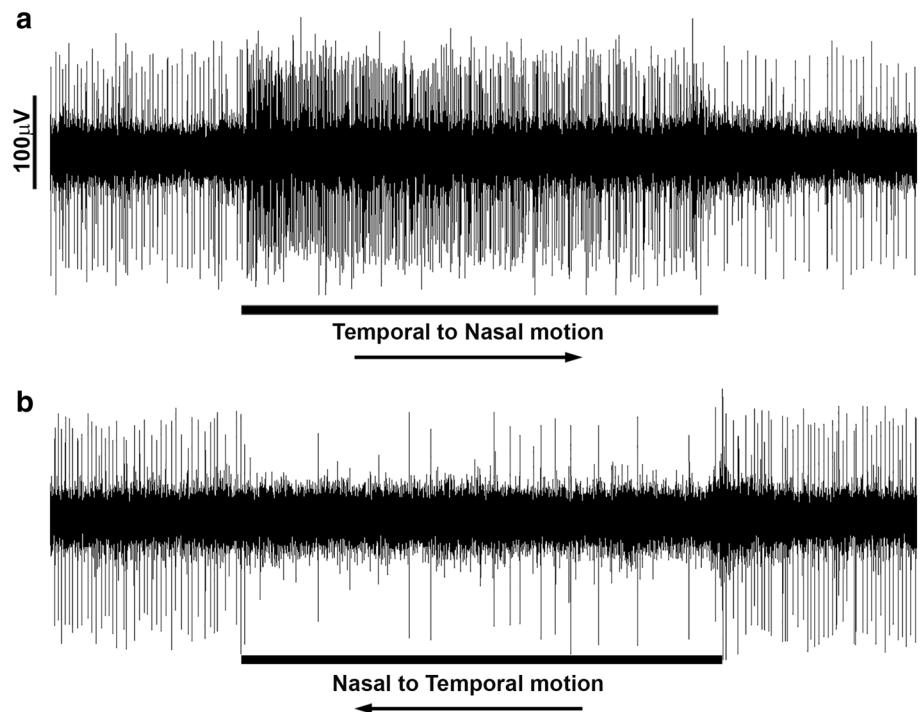 a
100μV
Temporal to Nasal motion
b
Nasal to Temporal motion